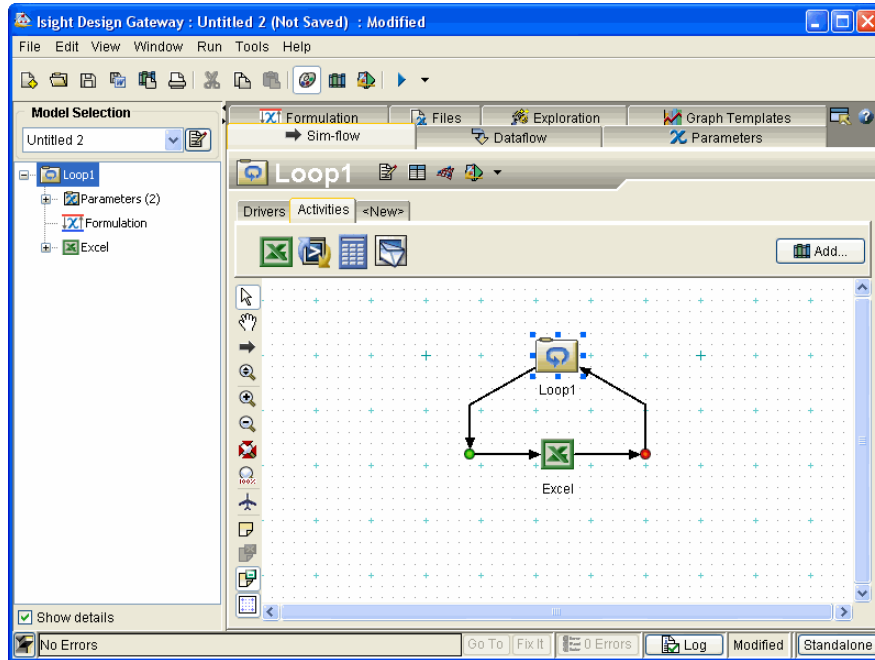 Isight Design Gateway : Untitled 2 (Not Saved) : Modified
File Edit View Window Run Tools Help
Model Selection
Untitled 2
Loop1
Parameters (2)
Formulation
Excel
Show details
Formulation Files Exploration Graph Templates
Sim-flow Dataflow Parameters
Loop1
Drivers Activities <New>
Add...
100%
Loop1
Excel
No Errors Go To Fix It 0 Errors Log Modified Standalone